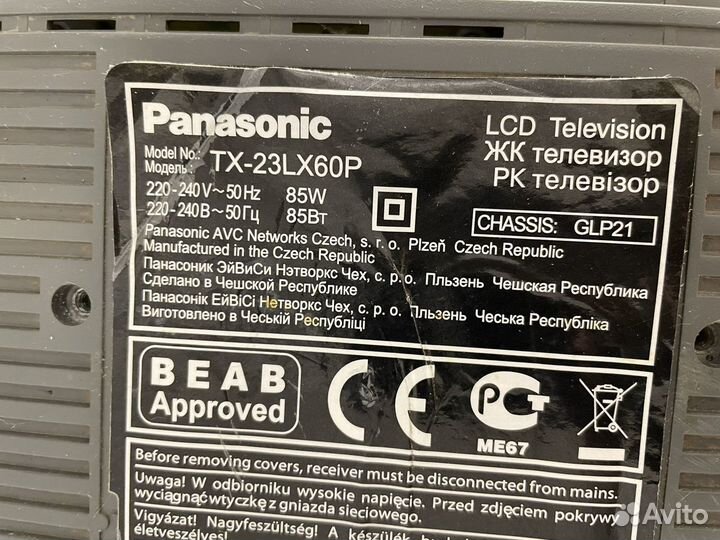 Panasonic
LCD Television
ЖК телевизор
РК телевізор
Model No.:
Модель:
TX-23LX60P
220-240V~50Hz 85W
220-240В~50Гц 85Вт
CHASSIS: GLP21
Panasonic AVC Networks Czech, s. r. o. Plzeň Czech Republic
Manufactured in the Czech Republic
Панасоник ЭйВиСи Нэтворкс Чех, с. р. о. Пльзень Чешская Республика
Сделано в Чешской Республике
Панасонік ЕйВіСі Нетворкс Чех, с. р. о. Пльзень Чеська Республіка
Виготовлено в Чеській Республіці
BEAB
Approved
CE
РСТ
ME67
Before removing covers, receiver must be disconnected from mains.
Uwaga! W odbiorniku wysokie napięcie. Przed zdjęciem pokrywy
wyciągnąć wtyczkę z gniazda sieciowego.
Vigyázat! Nagyfeszültség! A készülék
életveszélyes!
Avito